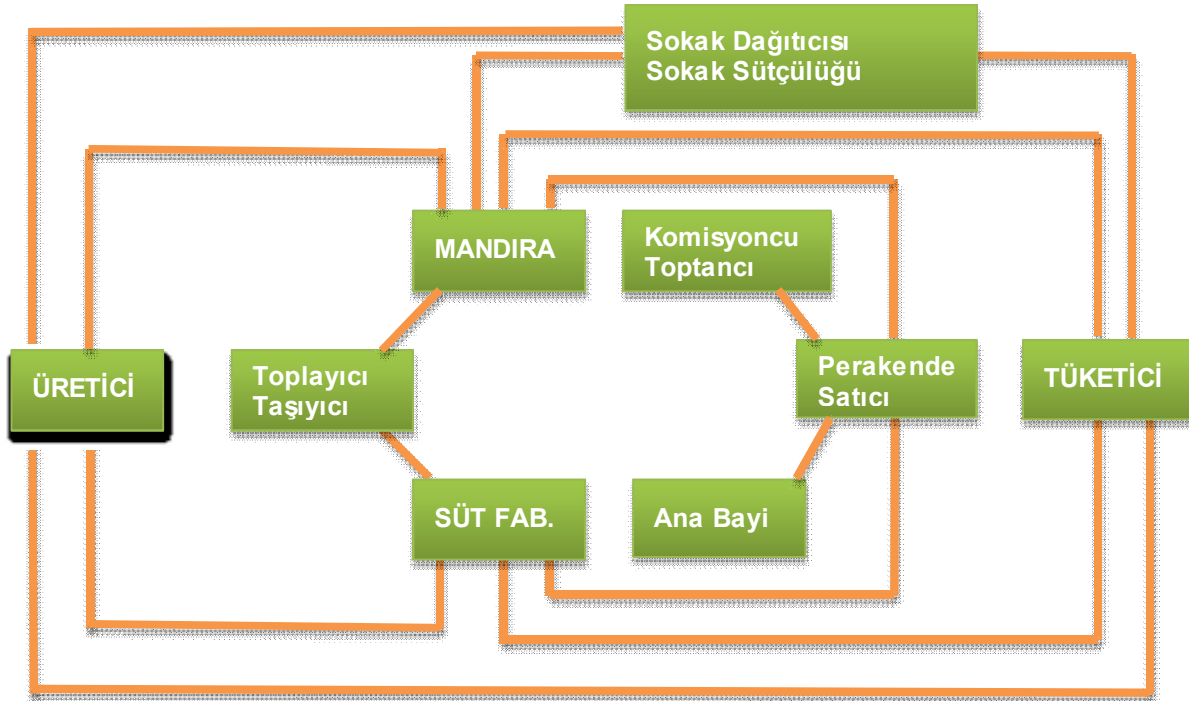 Sokak Dağıtıcısı
Sokak Sütçülüğü
MANDIRA
Komisyoncu
Toptancı
ÜRETİCİ
Toplayıcı
Taşıyıcı
Perakende
Satıcı
TÜKETİCİ
SÜT FAB.
Ana Bayi